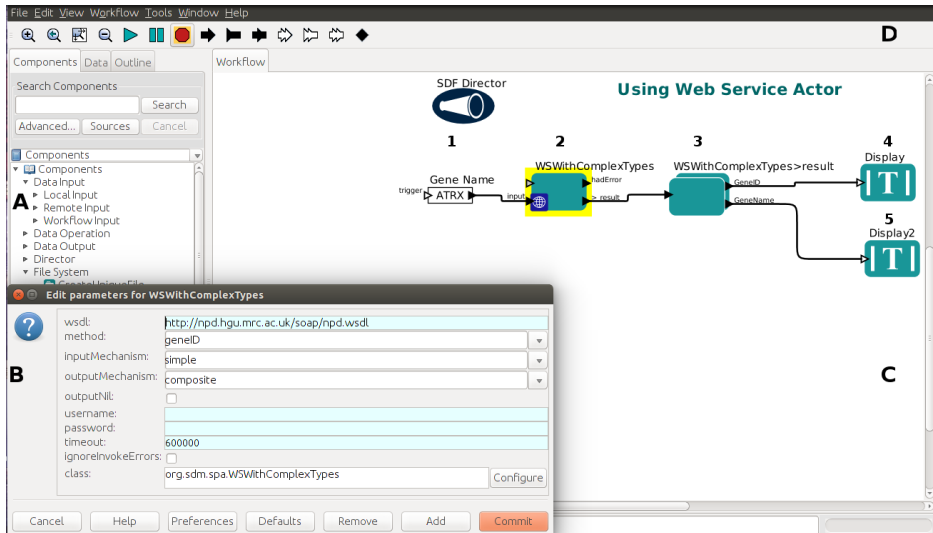 File Edit View Workflow Tools Window Help
D
Components Data Outline
Workflow
Search Components
Search
Advanced... Sources Cancel
Components
Components
Data Input
Local Input
A
Remote Input
Workflow Input
Data Operation
Data Output
Director
File System
CreateUniqueFile
SDF Director
Using Web Service Actor
1
2
3
4
Gene Name
WSWithComplexTypes
WSWithComplexTypes>result
Display
trigger
ATRX
input
hadError
> result
GeneID
GeneName
T
5
Display2
T
C
Edit parameters for WSWithComplexTypes
?
B
wsdl: http://npd.hgu.mrc.ac.uk/soap/npd.wsdl
method: geneID
inputMechanism: simple
outputMechanism: composite
outputNil:
username:
password:
timeout: 600000
ignoreInvokeErrors:
class: org.sdm.spa.WSWithComplexTypes Configure
Cancel Help Preferences Defaults Remove Add Commit